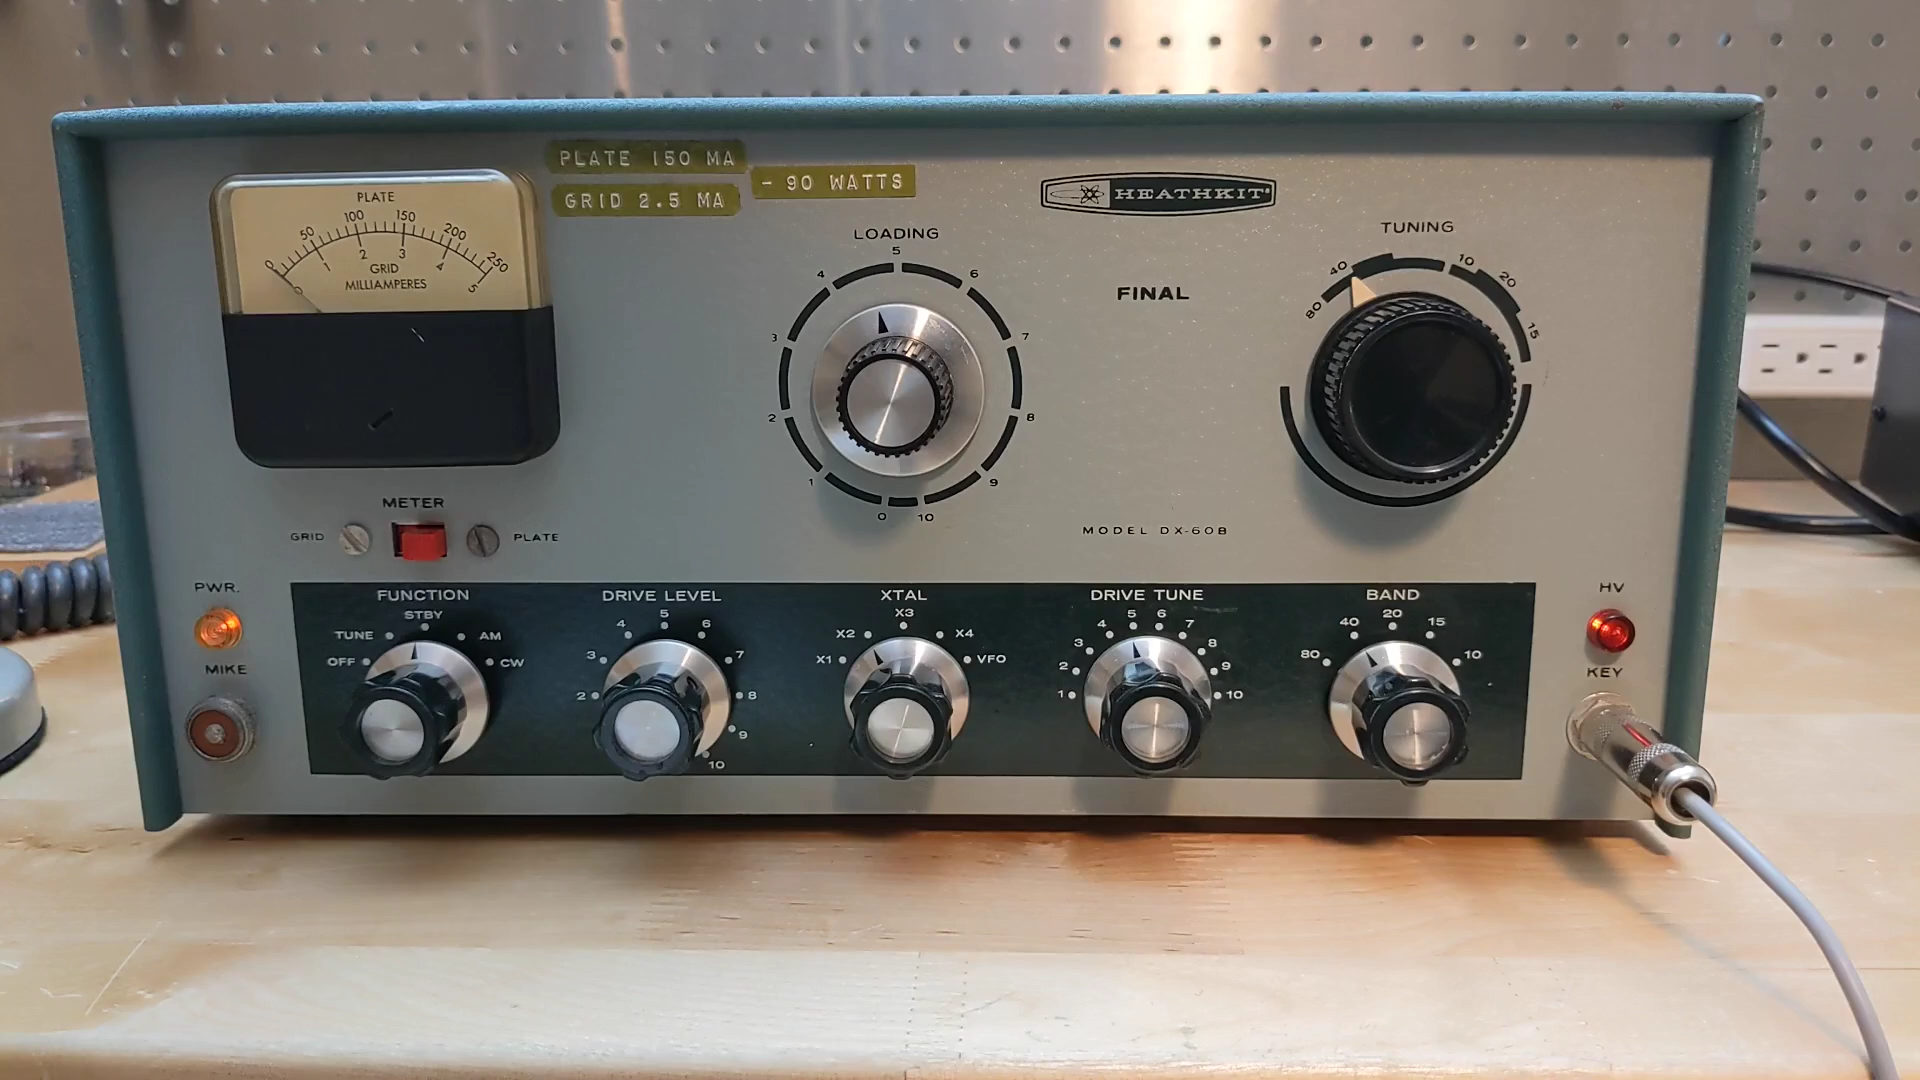 PLATE 150 MA
GRID 2.5 MA
- 90 WATTS
HEATHKIT
PLATE
0 50 100 150 200 250
0 1 2 3 4 5
GRID
MILLIAMPERES
LOADING
0 1 2 3 4 5 6 7 8 9 10
FINAL
TUNING
80 40 10 20 15
METER
GRID PLATE
MODEL DX-60B
PWR.
MIKE
FUNCTION
OFF TUNE STBY AM CW
DRIVE LEVEL
2 3 4 5 6 7 8 9 10
XTAL
X1 X2 X3 X4 VFO
DRIVE TUNE
1 2 3 4 5 6 7 8 9 10
BAND
80 40 20 15 10
HV
KEY